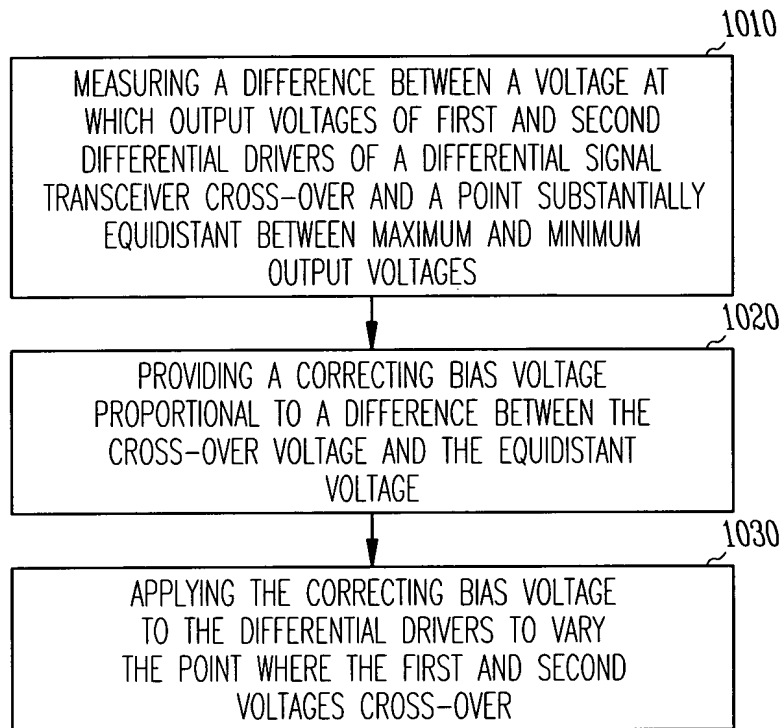 1010
MEASURING A DIFFERENCE BETWEEN A VOLTAGE AT
WHICH OUTPUT VOLTAGES OF FIRST AND SECOND
DIFFERENTIAL DRIVERS OF A DIFFERENTIAL SIGNAL
TRANSCEIVER CROSS-OVER AND A POINT SUBSTANTIALLY
EQUIDISTANT BETWEEN MAXIMUM AND MINIMUM
OUTPUT VOLTAGES
1020
PROVIDING A CORRECTING BIAS VOLTAGE
PROPORTIONAL TO A DIFFERENCE BETWEEN THE
CROSS-OVER VOLTAGE AND THE EQUIDISTANT
VOLTAGE
1030
APPLYING THE CORRECTING BIAS VOLTAGE
TO THE DIFFERENTIAL DRIVERS TO VARY
THE POINT WHERE THE FIRST AND SECOND
VOLTAGES CROSS-OVER